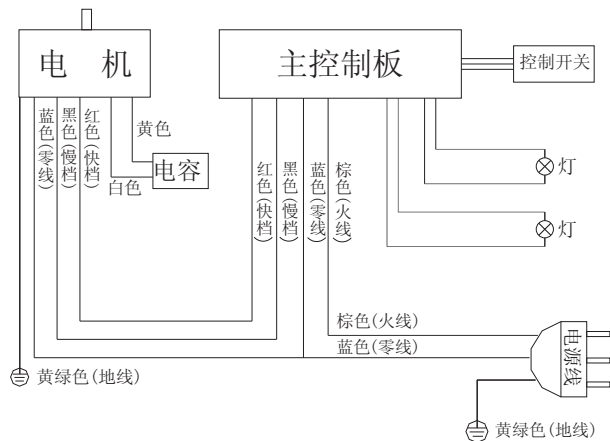 电 机
主控制板
控制开关
蓝色(零线)
黑色(慢档)
红色(快档)
黄色
电容
白色
红色(快档)
黑色(慢档)
蓝色(零线)
棕色(火线)
灯
灯
棕色(火线)
蓝色(零线)
电源线
黄绿色(地线)
黄绿色(地线)